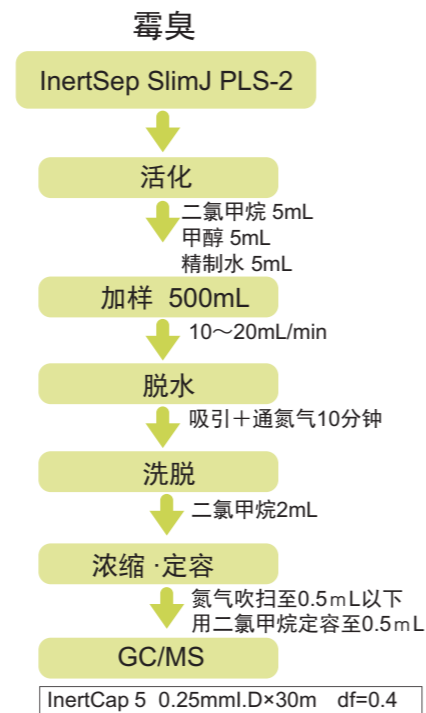 霉臭
InertSep SlimJ PLS-2
活化
二氯甲烷 5mL
甲醇 5mL
精制水 5mL
加样 500mL
10～20mL/min
脱水
吸引＋通氮气10分钟
洗脱
二氯甲烷2mL
浓缩 ·定容
氮气吹扫至0.5ｍL以下
用二氯甲烷定容至0.5ｍL
GC/MS
InertCap 5 0.25mmI.D×30m df=0.4